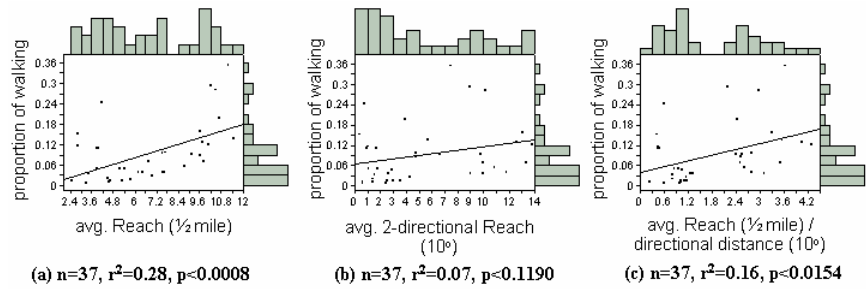 proportion of walking
0.36
0.3
0.24
0.18
0.12
0.06
0
2.4 3.6 4.8 6 7.2 8.4 9.6 10.8 12
avg. Reach (½ mile)
(a) n=37, r²=0.28, p<0.0008
proportion of walking
0.36
0.3
0.24
0.18
0.12
0.06
0
0 1 2 3 4 5 6 7 8 9 10 12 14
avg. 2-directional Reach
(10º)
(b) n=37, r²=0.07, p<0.1190
proportion of walking
0.36
0.3
0.24
0.18
0.12
0.06
0
0 0.6 1.2 1.8 2.4 3 3.6 4.2
avg. Reach (½ mile) /
directional distance (10º)
(c) n=37, r²=0.16, p<0.0154